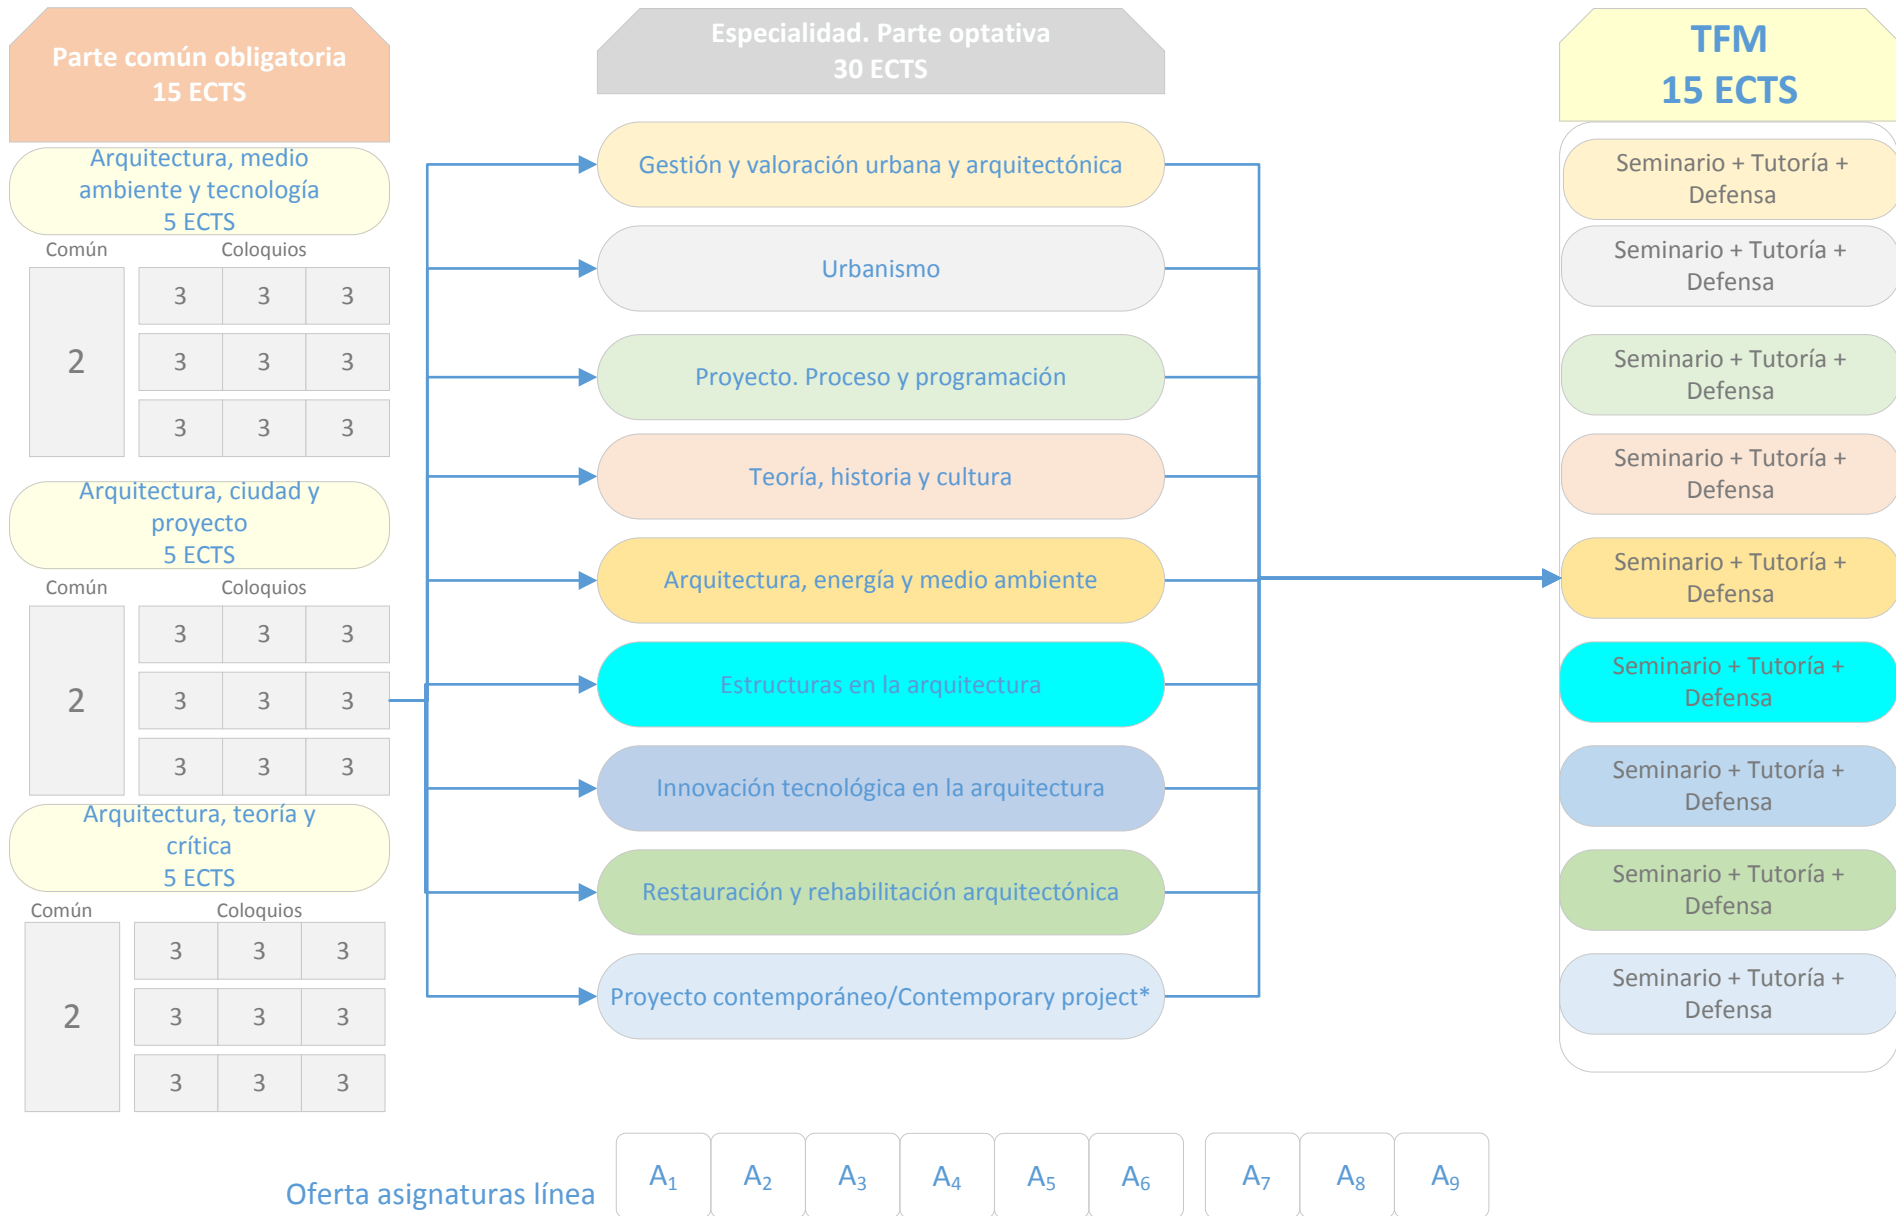 Parte común obligatoria
15 ECTS
Arquitectura, medio
ambiente y tecnología
5 ECTS
Común Coloquios
2
3 3 3
3 3 3
3 3 3
Arquitectura, ciudad y
proyecto
5 ECTS
Común Coloquios
2
3 3 3
3 3 3
3 3 3
Arquitectura, teoría y
crítica
5 ECTS
Común Coloquios
2
3 3 3
3 3 3
3 3 3
Especialidad. Parte optativa
30 ECTS
Gestión y valoración urbana y arquitectónica
Urbanismo
Proyecto. Proceso y programación
Teoría, historia y cultura
Arquitectura, energía y medio ambiente
Estructuras en la arquitectura
Innovación tecnológica en la arquitectura
Restauración y rehabilitación arquitectónica
Proyecto contemporáneo/Contemporary project*
TFM
15 ECTS
Seminario + Tutoría +
Defensa
Seminario + Tutoría +
Defensa
Seminario + Tutoría +
Defensa
Seminario + Tutoría +
Defensa
Seminario + Tutoría +
Defensa
Seminario + Tutoría +
Defensa
Seminario + Tutoría +
Defensa
Seminario + Tutoría +
Defensa
Seminario + Tutoría +
Defensa
Oferta asignaturas línea A₁ A₂ A₃ A₄ A₅ A₆ A₇ A₈ A₉